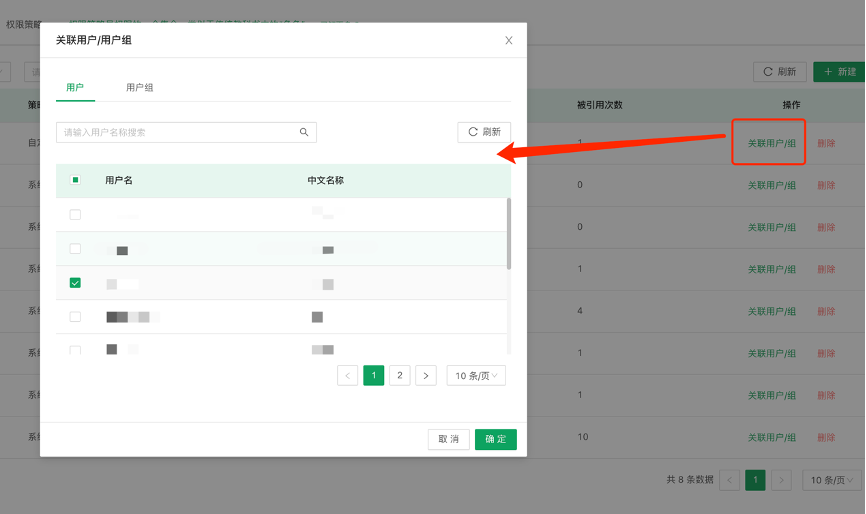 权限策略
关联用户/用户组
用户
用户组
请输入用户名称搜索
刷新
用户名
中文名称
1
2
10 条/页
取 消
确 定
刷新
+ 新建
被引用次数
操作
1
关联用户/组
删除
0
关联用户/组
删除
0
关联用户/组
删除
1
关联用户/组
删除
4
关联用户/组
删除
1
关联用户/组
删除
1
关联用户/组
删除
10
关联用户/组
删除
共 8 条数据
1
10 条/页